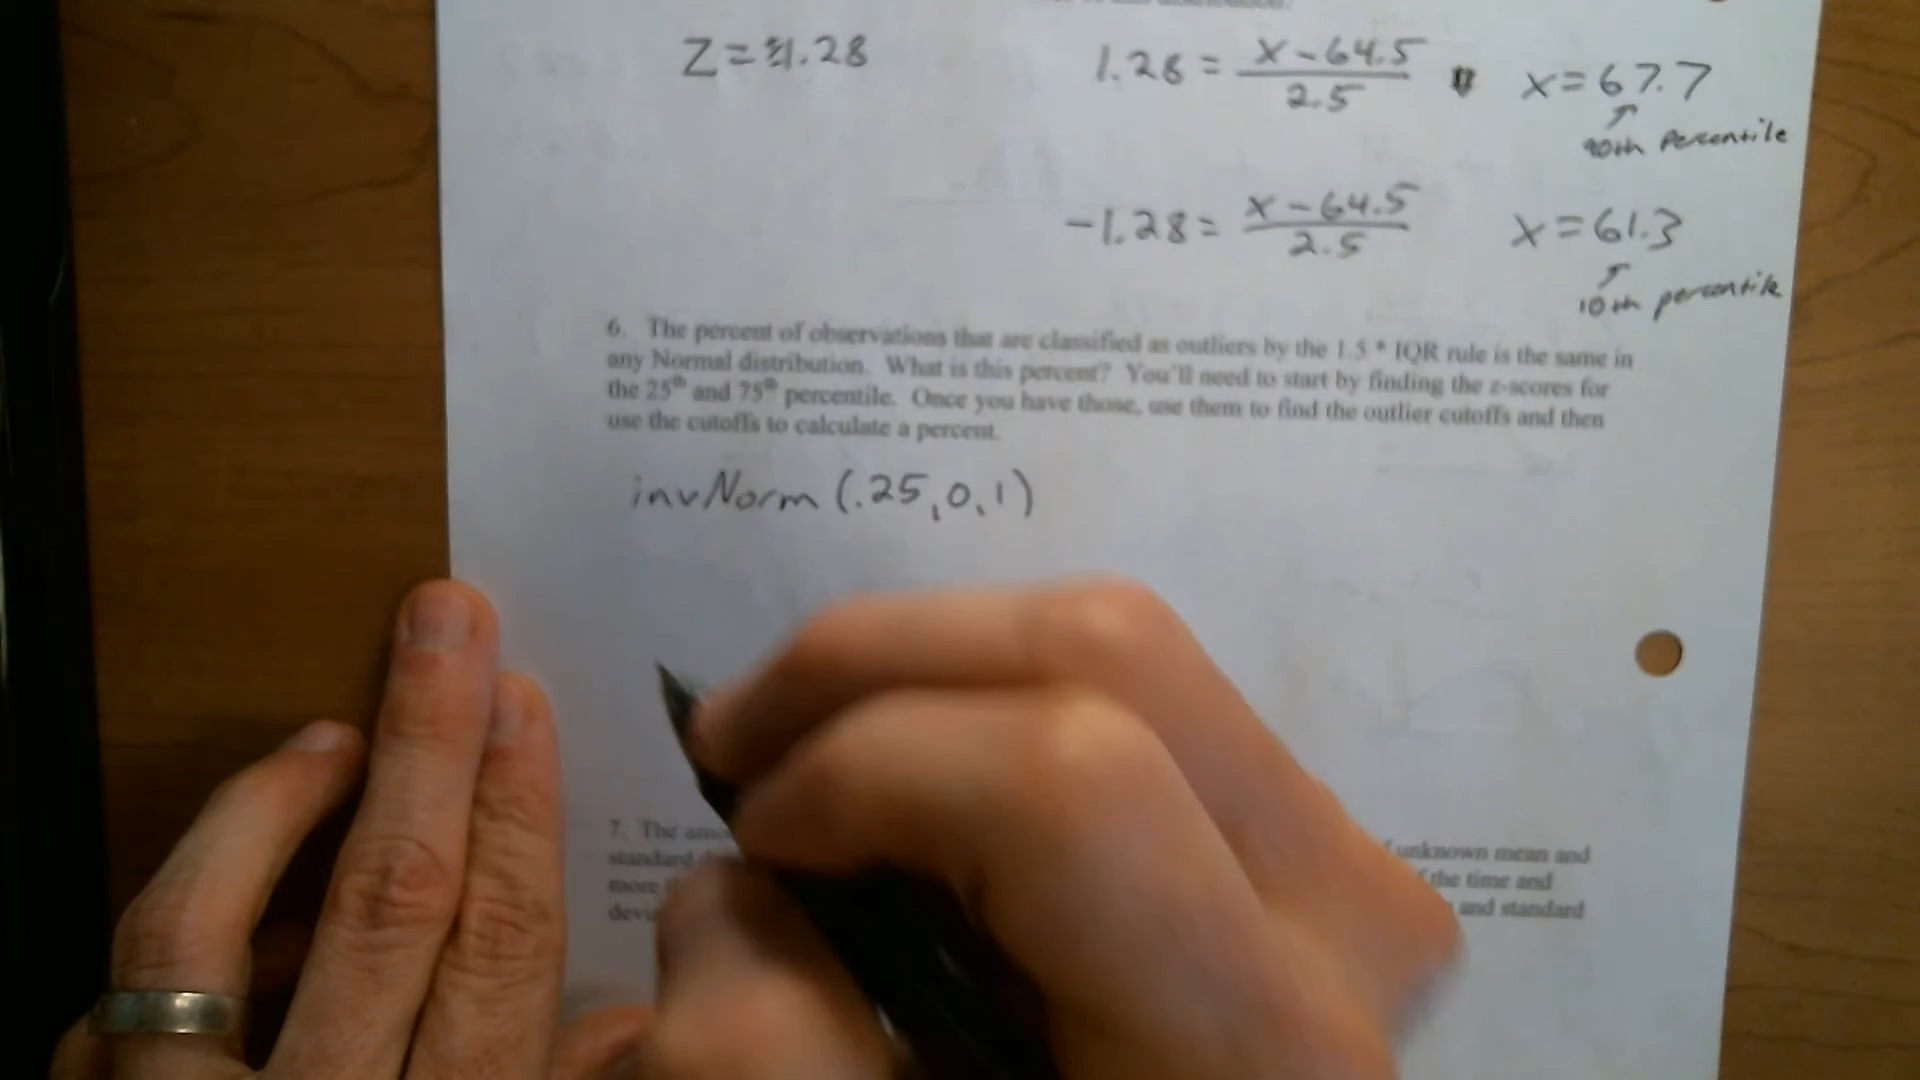 Z = 1.28
1.28 = x - 64.5 / 2.5 x = 67.7
90th Percentile
-1.28 = x - 64.5 / 2.5 x = 61.3
10th percentile
6. The percent of observations that are classified as outliers by the 1.5 * IQR rule is the same in
any Normal distribution. What is this percent? You'll need to start by finding the z-scores for
the 25th and 75th percentile. Once you have those, use them to find the outlier cutoffs and then
use the cutoffs to calculate a percent.
invNorm (.25, 0, 1)
7. The unknown mean and
standard the time and
more and standard